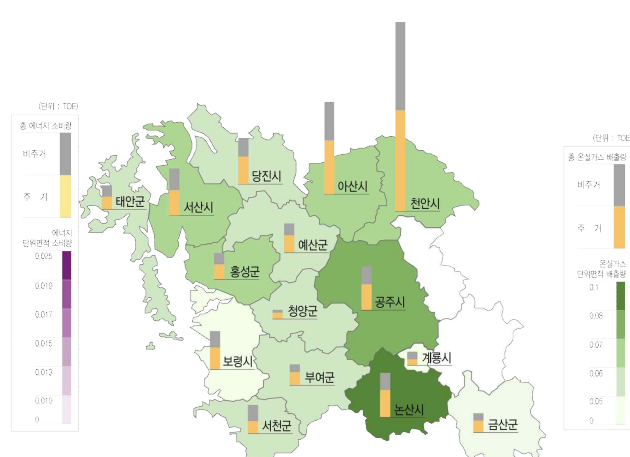 (단위 : TOE)
총 에너지 소비량
비주거
주 거
에너지
단위면적 소비량
0.025
0.019
0.017
0.015
0.013
0.010
0
당진시
태안군
서산시
아산시
천안시
예산군
홍성군
공주시
청양군
보령시
계룡시
부여군
논산시
서천군
금산군
(단위 : TOE)
총 온실가스 배출량
비주거
주 거
온실가스
단위면적 배출량
0.1
0.08
0.07
0.06
0.05
0